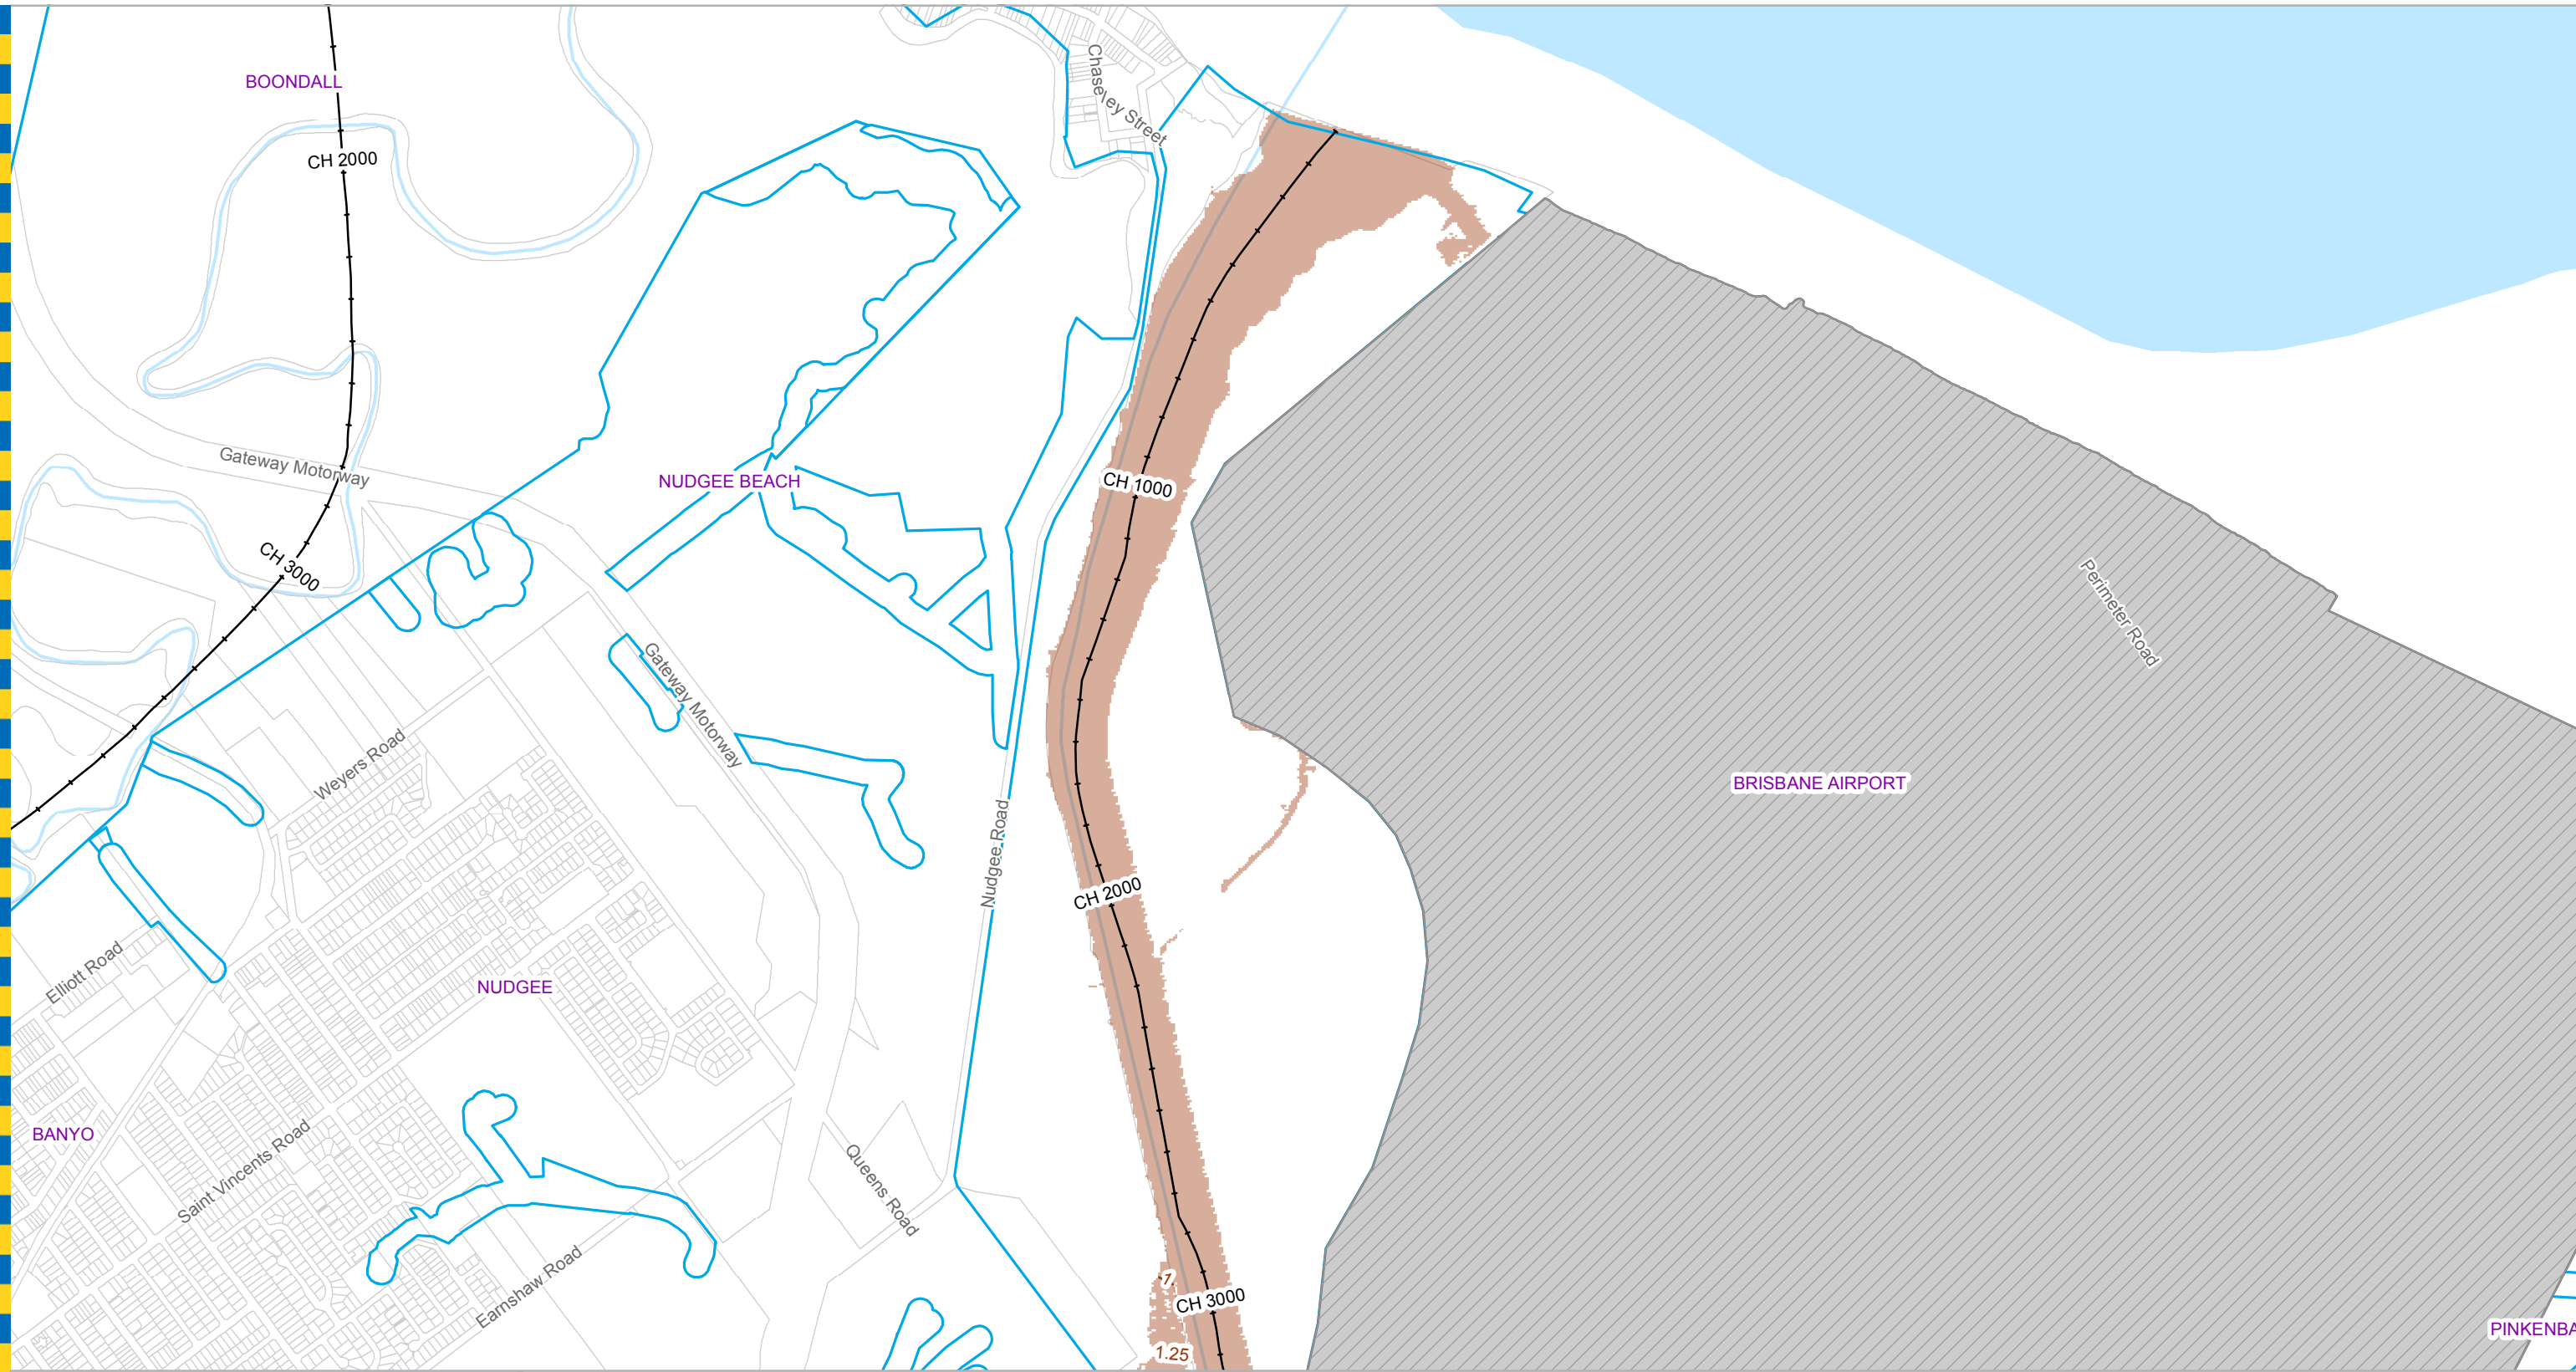 BOONDALL
Chaseley Street
CH 2000
Gateway Motorway
NUDGEE BEACH
CH 1000
CH 3000
Perimeter Road
Gateway Motorway
Weyers Road
BRISBANE AIRPORT
Nudgee Road
CH 2000
Elliott Road
NUDGEE
BANYO
Saint Vincents Road
Queens Road
Earnshaw Road
1.
CH 3000
PINKENBA
1.25